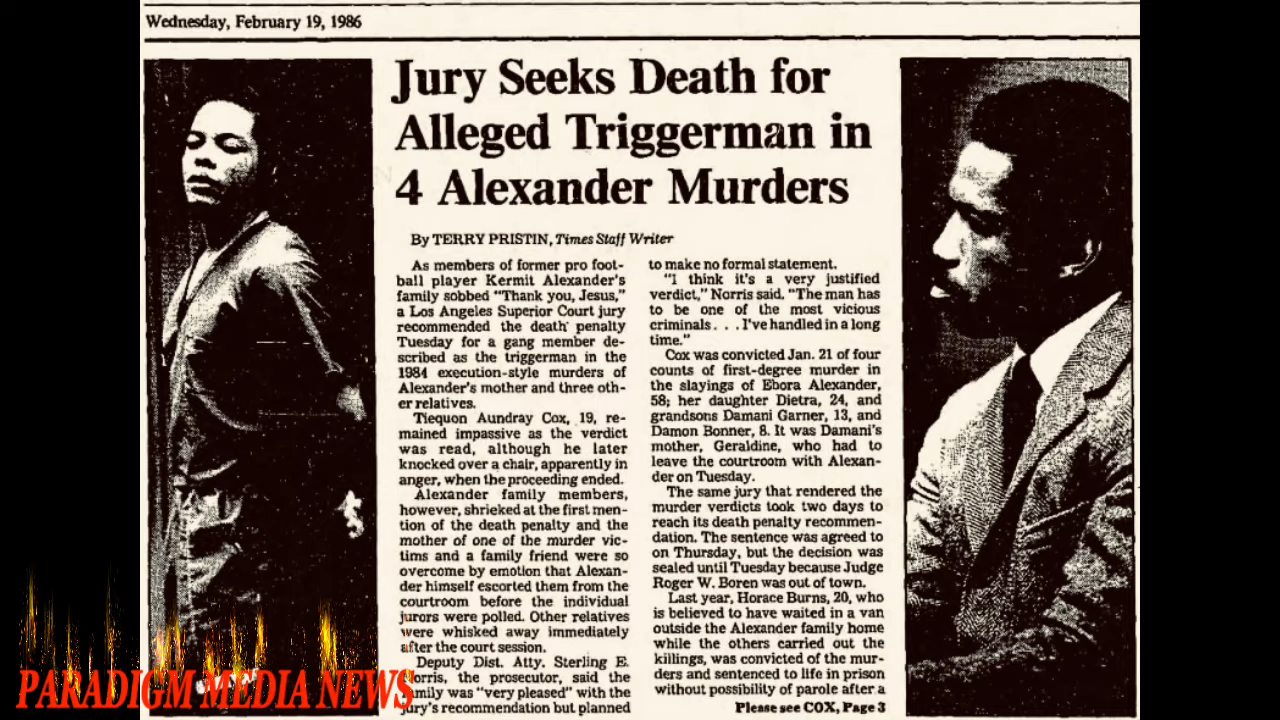 Wednesday, February 19, 1986
Jury Seeks Death for
Alleged Triggerman in
4 Alexander Murders
By TERRY PRISTIN, Times Staff Writer
As members of former pro foot-
ball player Kermit Alexander's
family sobbed "Thank you, Jesus,"
a Los Angeles Superior Court jury
recommended the death penalty
Tuesday for a gang member de-
scribed as the triggerman in the
1984 execution-style murders of
Alexander's mother and three oth-
er relatives.
Tiequon Aundray Cox, 19, re-
mained impassive as the verdict
was read, although he later
knocked over a chair, apparently in
anger, when the proceeding ended.
Alexander family members,
however, shrieked at the first men-
tion of the death penalty and the
mother of one of the murder vic-
tims and a family friend were so
overcome by emotion that Alexan-
der himself escorted them from the
courtroom before the individual
jurors were polled. Other relatives
were whisked away immediately
after the court session.
Deputy Dist. Atty. Sterling E.
Norris, the prosecutor, said the
family was "very pleased" with the
jury's recommendation but planned
to make no formal statement.
"I think it's a very justified
verdict," Norris said. "The man has
to be one of the most vicious
criminals . . . I've handled in a long
time."
Cox was convicted Jan. 21 of four
counts of first-degree murder in
the slayings of Ebora Alexander,
58; her daughter Dietra, 24, and
grandsons Damani Garner, 13, and
Damon Bonner, 8. It was Damani's
mother, Geraldine, who had to
leave the courtroom with Alexan-
der on Tuesday.
The same jury that rendered the
murder verdicts took two days to
reach its death penalty recommen-
dation. The sentence was agreed to
on Thursday, but the decision was
sealed until Tuesday because Judge
Roger W. Boren was out of town.
Last year, Horace Burns, 20, who
is believed to have waited in a van
outside the Alexander family home
while the others carried out the
killings, was convicted of the mur-
ders and sentenced to life in prison
without possibility of parole after a
Please see COX, Page 3
PARADIGM MEDIA NEWS